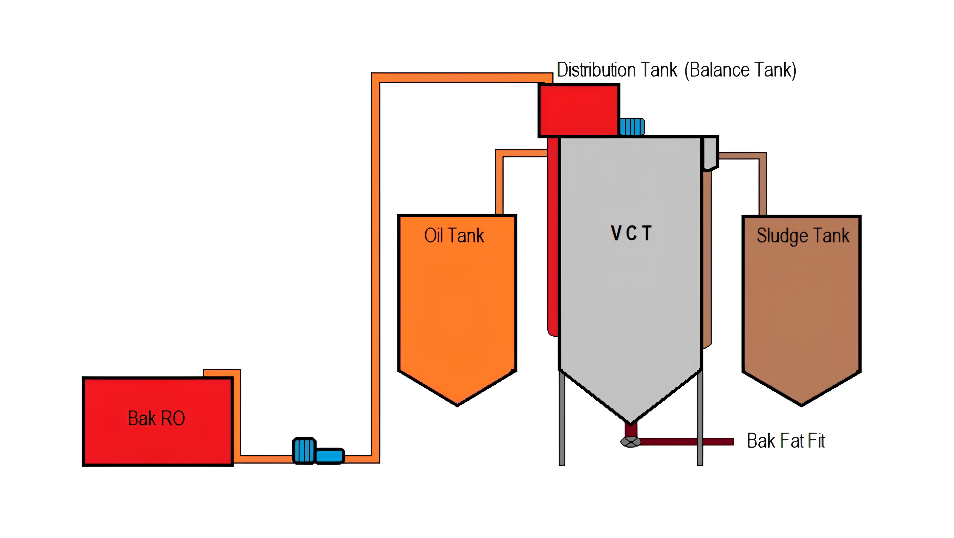 Distribution Tank (Balance Tank)
Oil Tank
V C T
Sludge Tank
Bak RO
Bak Fat Fit